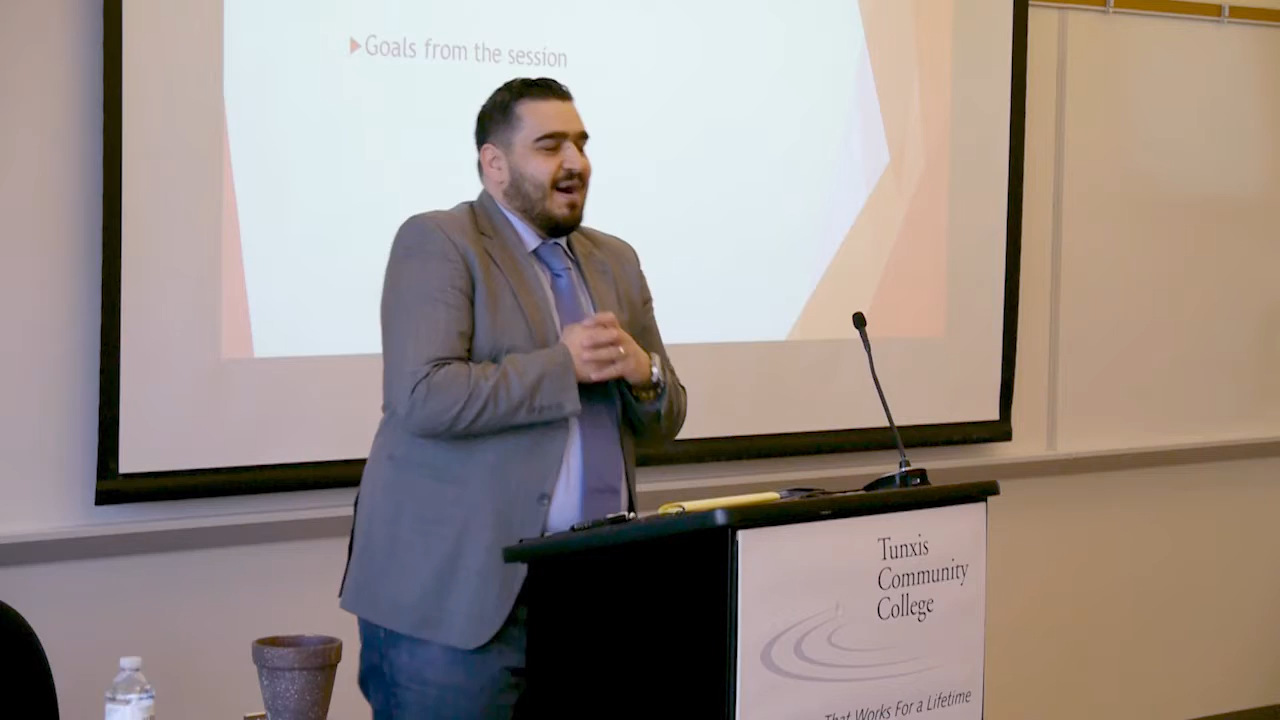 Goals from the session
Tunxis
Community
College
That Works For a Lifetime